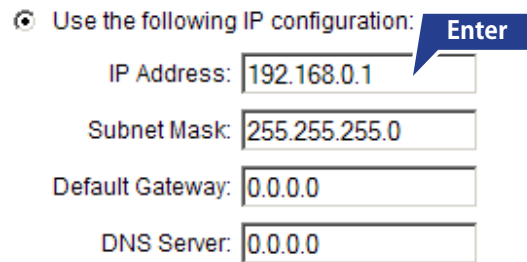 Use the following IP configuration:
Enter
IP Address: 192.168.0.1
Subnet Mask: 255.255.255.0
Default Gateway: 0.0.0.0
DNS Server: 0.0.0.0